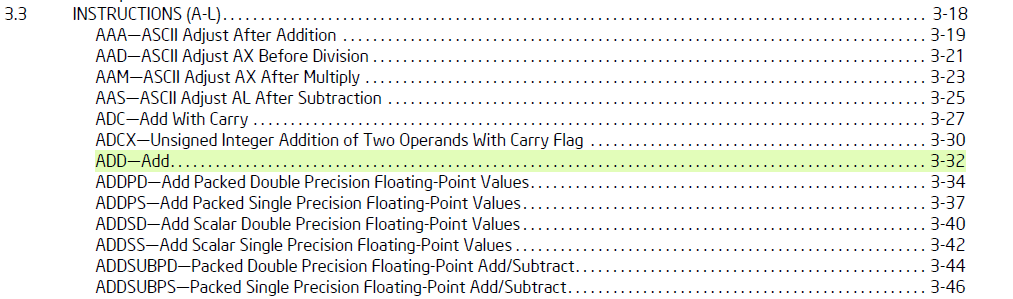 3.3 INSTRUCTIONS (A-L). . . . . . . . . . . . . . . . . . . . . . . . . . . . . . . . . . . . . . . . . . . . . . . . . . 3-18
AAA—ASCII Adjust After Addition . . . . . . . . . . . . . . . . . . . . . . . . . . . . . . . . . . . . . . . . 3-19
AAD—ASCII Adjust AX Before Division . . . . . . . . . . . . . . . . . . . . . . . . . . . . . . . . . . . . . . . . 3-21
AAM—ASCII Adjust AX After Multiply . . . . . . . . . . . . . . . . . . . . . . . . . . . . . . . . . . . . . . . . 3-23
AAS—ASCII Adjust AL After Subtraction . . . . . . . . . . . . . . . . . . . . . . . . . . . . . . . . . . . . . . . . 3-25
ADC—Add With Carry . . . . . . . . . . . . . . . . . . . . . . . . . . . . . . . . . . . . . . . . . . . . . . . . . . 3-27
ADCX—Unsigned Integer Addition of Two Operands With Carry Flag . . . . . . . . . . . . . . . . . . . . . . . . . 3-30
ADD—Add. . . . . . . . . . . . . . . . . . . . . . . . . . . . . . . . . . . . . . . . . . . . . . . . . . . . . . . 3-32
ADDPD—Add Packed Double Precision Floating-Point Values. . . . . . . . . . . . . . . . . . . . . . . . . . . . . . 3-34
ADDPS—Add Packed Single Precision Floating-Point Values. . . . . . . . . . . . . . . . . . . . . . . . . . . . . . 3-37
ADDSD—Add Scalar Double Precision Floating-Point Values. . . . . . . . . . . . . . . . . . . . . . . . . . . . . . 3-40
ADDSS—Add Scalar Single Precision Floating-Point Values . . . . . . . . . . . . . . . . . . . . . . . . . . . . . . 3-42
ADDSUBPD—Packed Double Precision Floating-Point Add/Subtract. . . . . . . . . . . . . . . . . . . . . . . . . . 3-44
ADDSUBPS—Packed Single Precision Floating-Point Add/Subtract. . . . . . . . . . . . . . . . . . . . . . . . . . 3-46